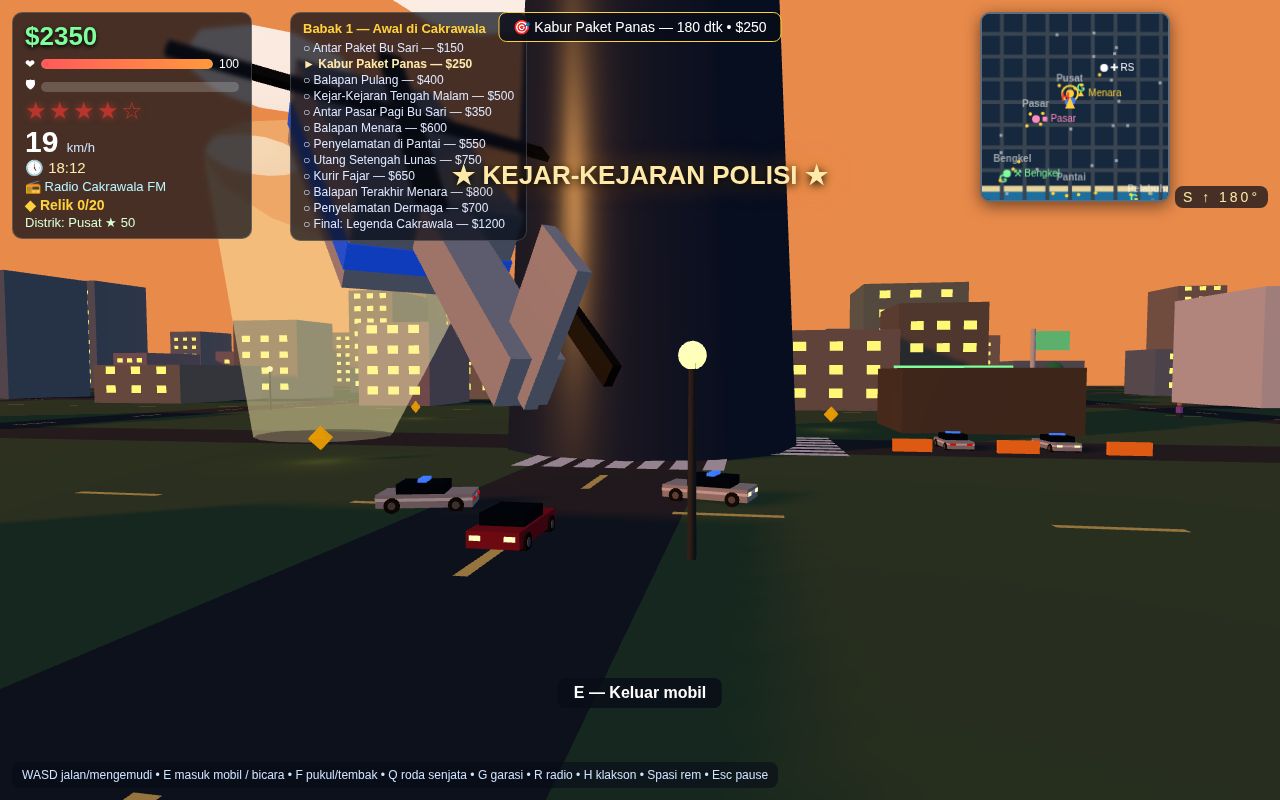 $2350
❤ 100
🛡
★★★★☆
19 km/h
🕔 18:12
📻 Radio Cakrawala FM
◆ Relik 0/20
Distrik: Pusat ★ 50
Babak 1 — Awal di Cakrawala
○ Antar Paket Bu Sari — $150
► Kabur Paket Panas — $250
○ Balapan Pulang — $400
○ Kejar-Kejaran Tengah Malam — $500
○ Antar Pasar Pagi Bu Sari — $350
○ Balapan Menara — $600
○ Penyelamatan di Pantai — $550
○ Utang Setengah Lunas — $750
○ Kurir Fajar — $650
○ Balapan Terakhir Menara — $800
○ Penyelamatan Dermaga — $700
○ Final: Legenda Cakrawala — $1200
🎯 Kabur Paket Panas — 180 dtk • $250
★ KEJAR-KEJARAN POLISI ★
RS
Pusat
Menara
Pasar
Pasar
Bengkel
Bengkel
Pantai
S ↑ 180°
E — Keluar mobil
WASD jalan/mengemudi • E masuk mobil / bicara • F pukul/tembak • Q roda senjata • G garasi • R radio • H klakson • Spasi rem • Esc pause